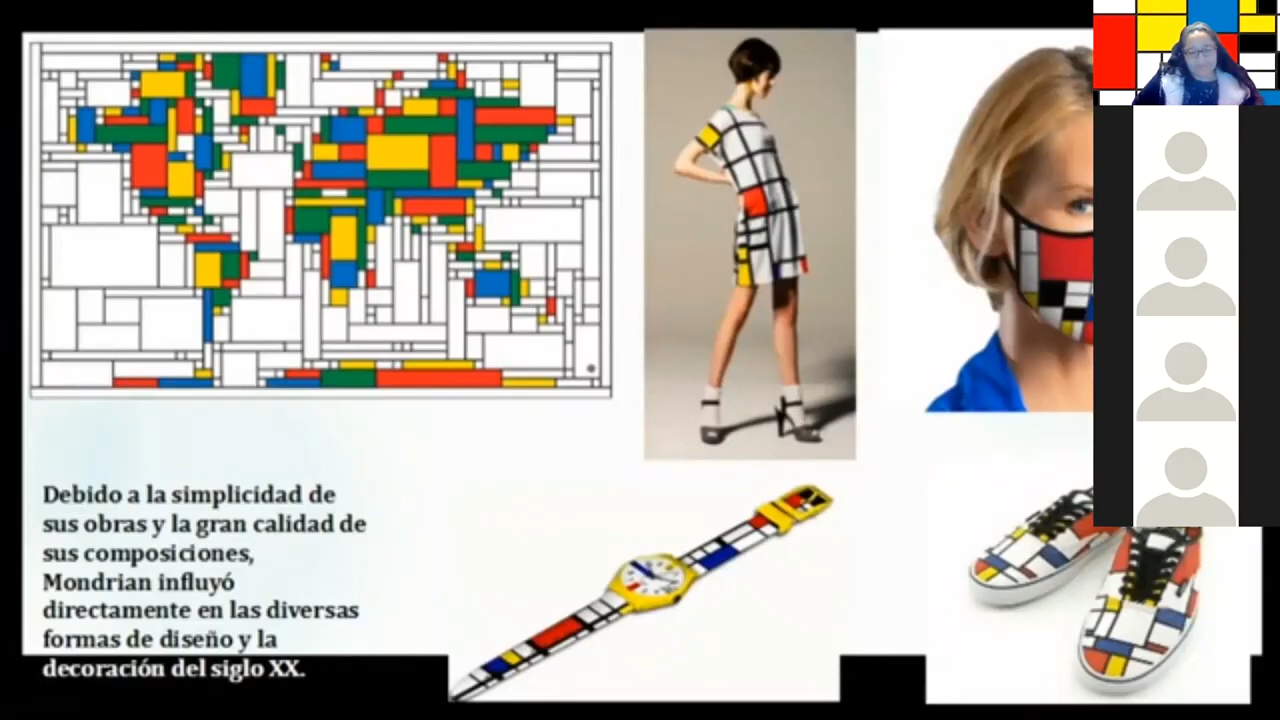 Debido a la simplicidad de
sus obras y la gran calidad de
sus composiciones,
Mondrian influyó
directamente en las diversas
formas de diseño y la
decoración del siglo XX.